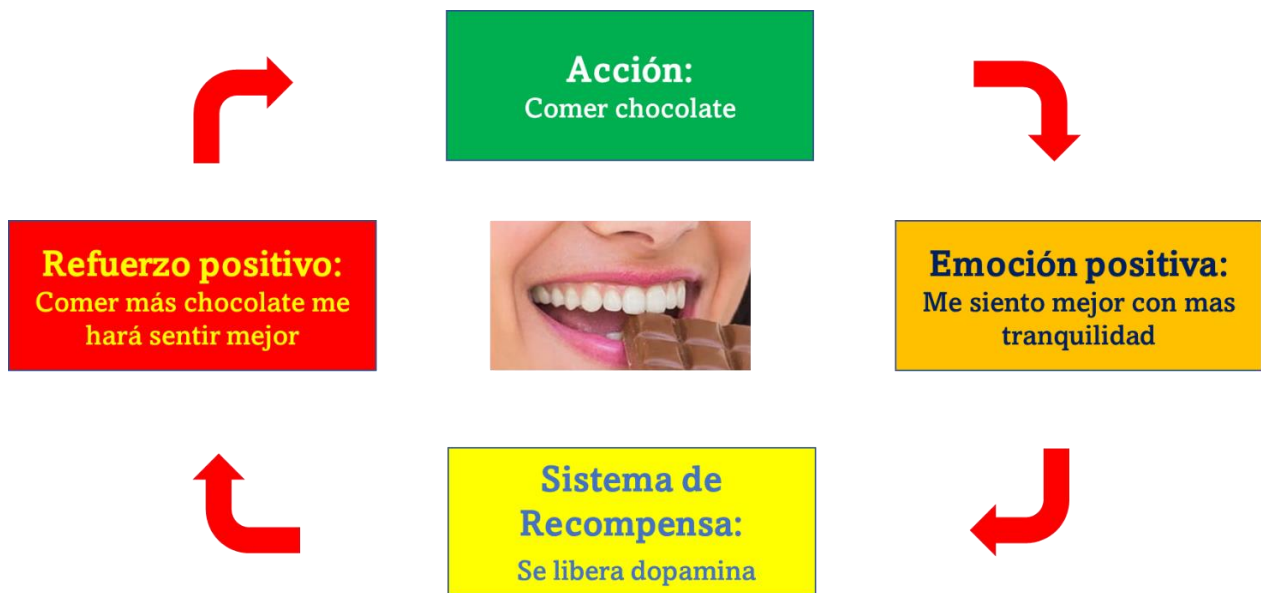 Acción:
Comer chocolate
Refuerzo positivo:
Comer más chocolate me
hará sentir mejor
Emoción positiva:
Me siento mejor con mas
tranquilidad
Sistema de
Recompensa:
Se libera dopamina